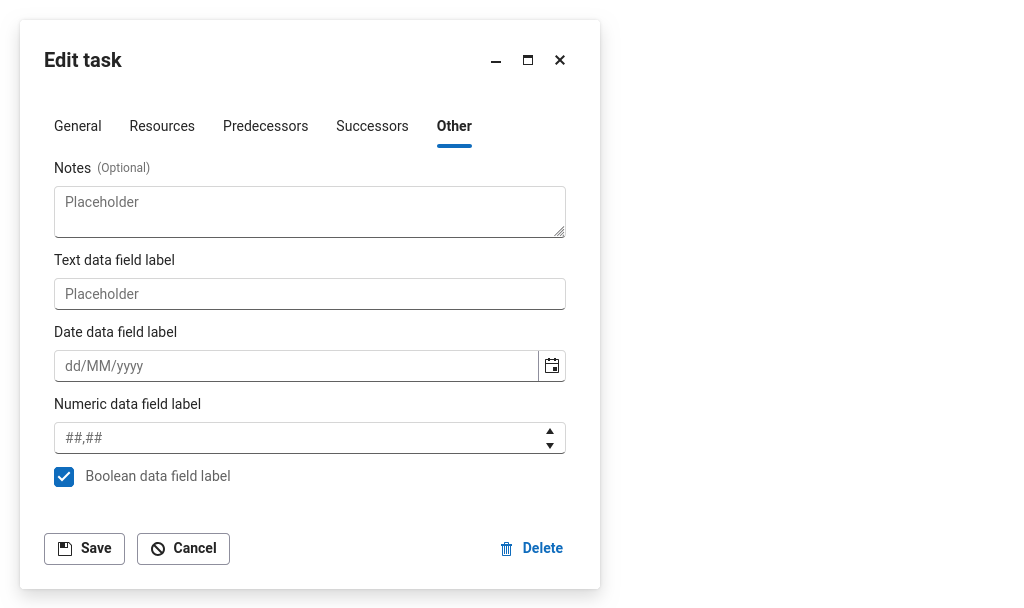 Edit task
General Resources Predecessors Successors Other
Notes (Optional)
Placeholder
Text data field label
Placeholder
Date data field label
dd/MM/yyyy
Numeric data field label
##,##
Boolean data field label
Save Cancel Delete